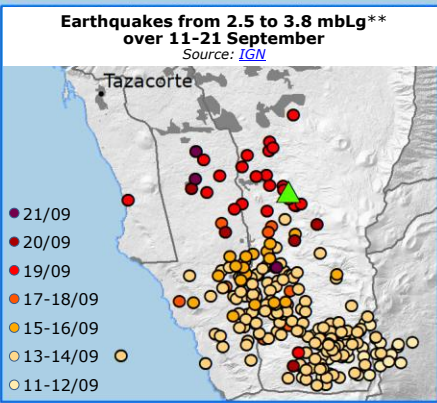 Earthquakes from 2.5 to 3.8 mbLg**
over 11-21 September
Source: IGN
Tazacorte
21/09
20/09
19/09
17-18/09
15-16/09
13-14/09
11-12/09